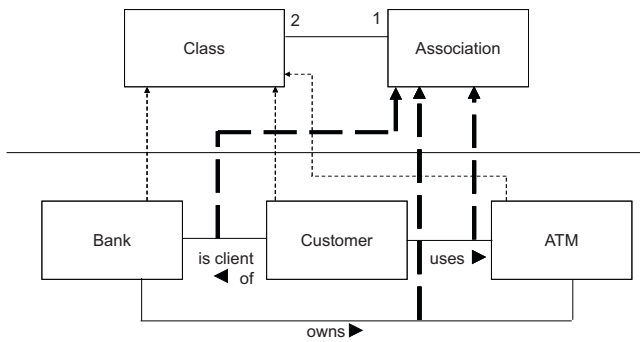 2 1
Class
Association
Bank
Customer
ATM
is client
of
uses
owns